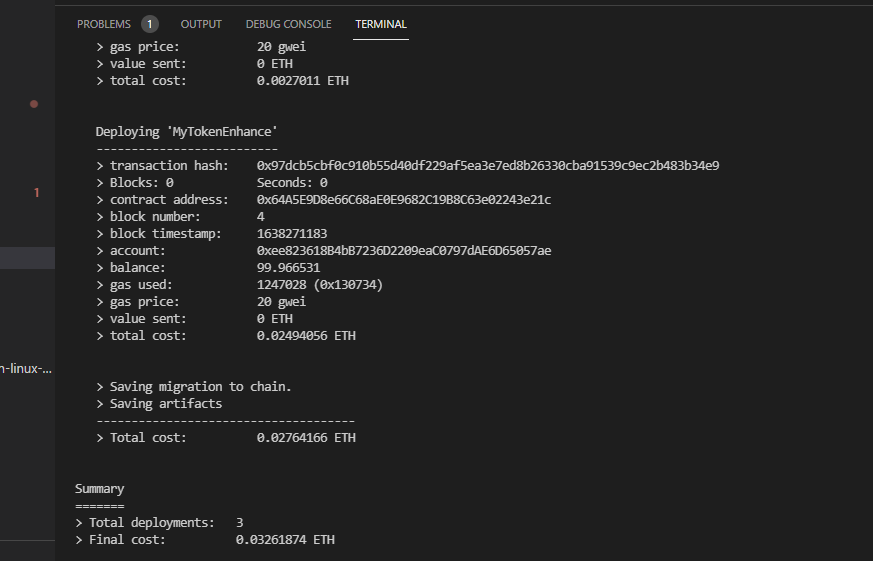 PROBLEMS 1 OUTPUT DEBUG CONSOLE TERMINAL
> gas price: 20 gwei
> value sent: 0 ETH
> total cost: 0.0027011 ETH
Deploying 'MyTokenEnhance'
--------------------------
> transaction hash: 0x97dcb5cbf0c910b55d40df229af5ea3e7ed8b26330cba91539c9ec2b483b34e9
> Blocks: 0 Seconds: 0
1
> contract address: 0x64A5E9D8e66C68aE0E9682C19B8C63e02243e21c
> block number: 4
> block timestamp: 1638271183
> account: 0xee823618B4bB7236D2209eaC0797dAE6D65057ae
> balance: 99.966531
> gas used: 1247028 (0x130734)
> gas price: 20 gwei
> value sent: 0 ETH
> total cost: 0.02494056 ETH
n-linux-...
> Saving migration to chain.
> Saving artifacts
-------------------------------------
> Total cost: 0.02764166 ETH
Summary
=======
> Total deployments: 3
> Final cost: 0.03261874 ETH